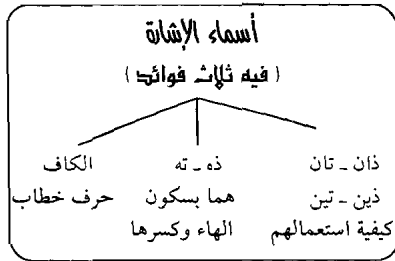 أسماء الإشارة
( فيه ثلاث فوائد )
ذان ـ تان
ذين ـ تين
كيفية استعمالهم
ذه ـ ته
هما بسكون
الهاء وكسرها
الكاف
حرف خطاب